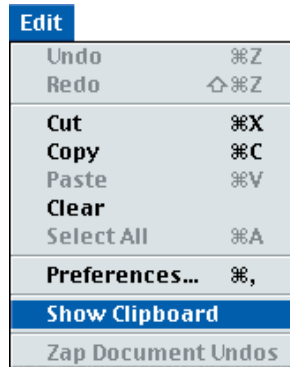 Edit
Undo ⌘Z
Redo ⇧⌘Z
Cut ⌘X
Copy ⌘C
Paste ⌘V
Clear
Select All ⌘A
Preferences... ⌘,
Show Clipboard
Zap Document Undos